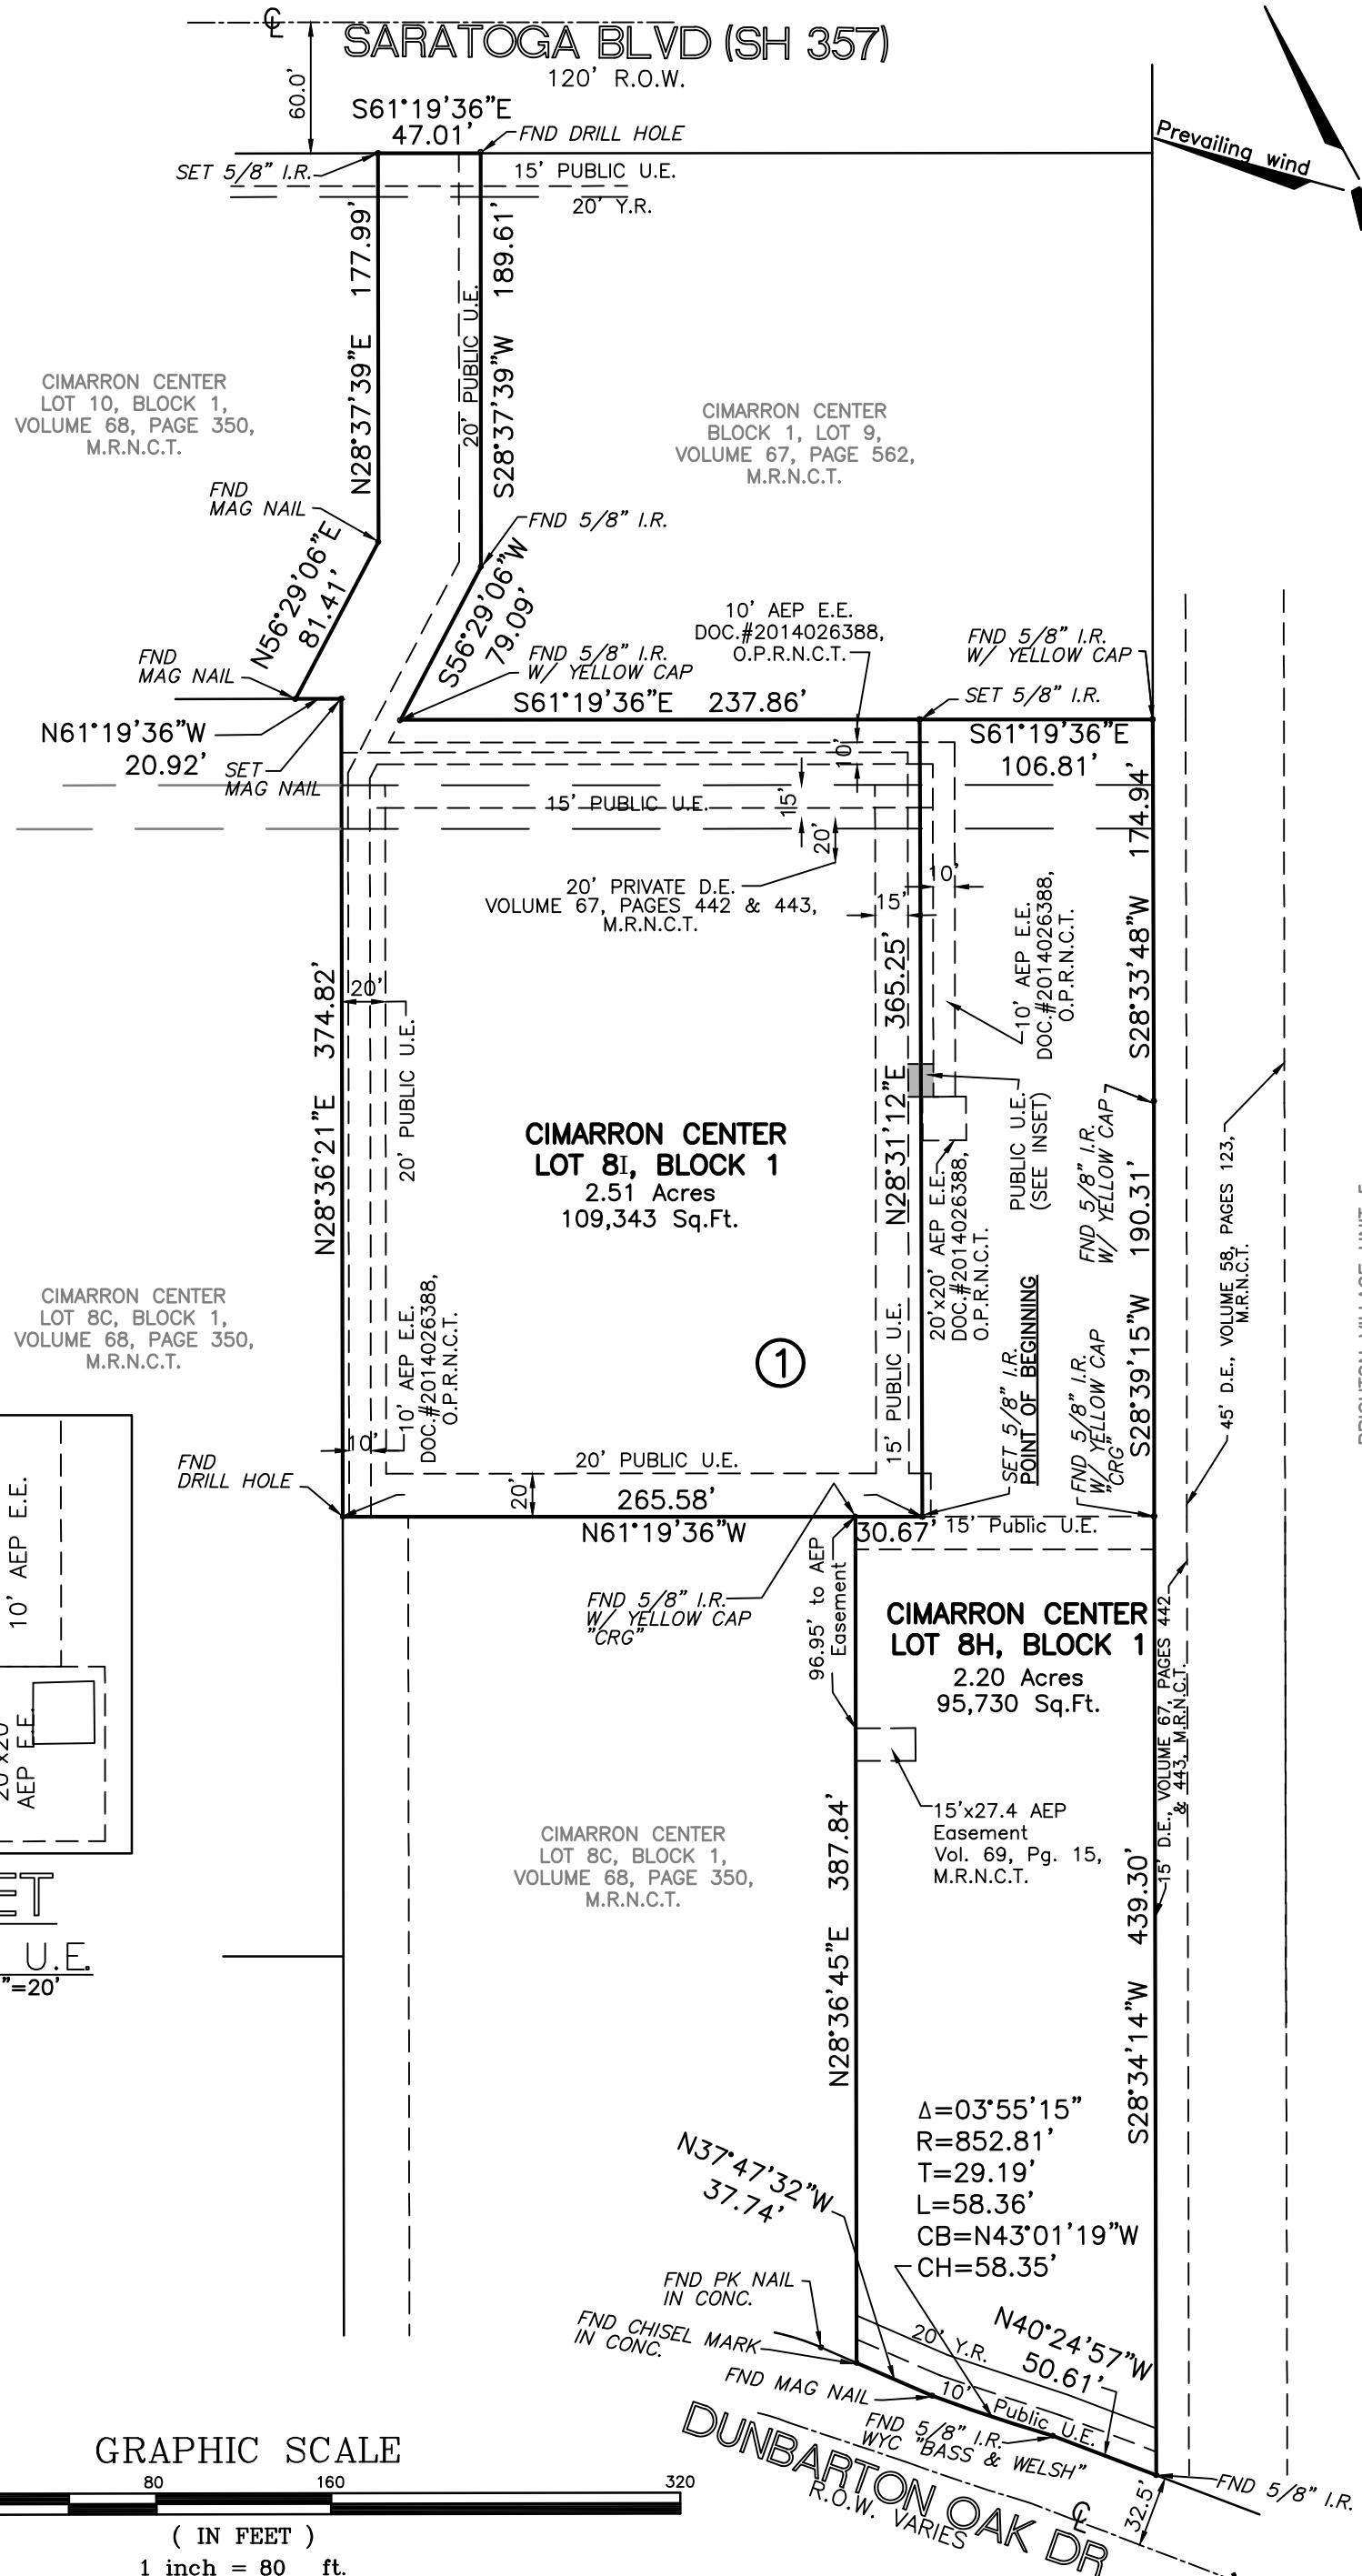 SARATOGA BLVD (SH 357)
120' R.O.W.
60.0'
S61°19'36"E
47.01'
FND DRILL HOLE
SET 5/8" I.R.
15' PUBLIC U.E.
20' Y.R.
Prevailing wind
N28°37'39"E 177.99'
20' PUBLIC U.E.
S28°37'39"W 189.61'
CIMARRON CENTER
LOT 10, BLOCK 1,
VOLUME 68, PAGE 350,
M.R.N.C.T.
CIMARRON CENTER
BLOCK 1, LOT 9,
VOLUME 67, PAGE 562,
M.R.N.C.T.
FND
MAG NAIL
FND 5/8" I.R.
N56°29'06"E
81.41'
S56°29'06"W
79.09'
FND
MAG NAIL
FND 5/8" I.R.
W/ YELLOW CAP
10' AEP E.E.
DOC.#2014026388,
O.P.R.N.C.T.
FND 5/8" I.R.
W/ YELLOW CAP
S61°19'36"E 237.86'
SET 5/8" I.R.
N61°19'36"W
20.92'
SET
MAG NAIL
S61°19'36"E
106.81'
10'
15' PUBLIC U.E.
15'
20'
20' PRIVATE D.E.
VOLUME 67, PAGES 442 & 443,
M.R.N.C.T.
15'
10'
10' AEP E.E.
DOC.#2014026388,
O.P.R.N.C.T.
S28°33'48"W 174.94'
N28°36'21"E 374.82'
20'
20' PUBLIC U.E.
N28°31'12"E 365.25'
CIMARRON CENTER
LOT 8I, BLOCK 1
2.51 Acres
109,343 Sq.Ft.
PUBLIC U.E.
(SEE INSET)
20'x20' AEP E.E.
DOC.#2014026388,
O.P.R.N.C.T.
FND 5/8" I.R.
W/ YELLOW CAP
S28°39'15"W 190.31'
45' D.E., VOLUME 58, PAGES 123,
M.R.N.C.T.
CIMARRON CENTER
LOT 8C, BLOCK 1,
VOLUME 68, PAGE 350,
M.R.N.C.T.
1
10' AEP E.E.
DOC.#2014026388,
O.P.R.N.C.T.
10'
15' PUBLIC U.E.
SET 5/8" I.R.
POINT OF BEGINNING
FND 5/8" I.R.
W/ YELLOW CAP
"CRG"
FND
DRILL HOLE
20' PUBLIC U.E.
20'
265.58'
N61°19'36"W
30.67'
15' Public U.E.
FND 5/8" I.R.
W/ YELLOW CAP
"CRG"
96.95' to AEP
Easement
CIMARRON CENTER
LOT 8H, BLOCK 1
2.20 Acres
95,730 Sq.Ft.
15' D.E., VOLUME 67, PAGES 442
& 443, M.R.N.C.T.
10' AEP E.E.
20'x20'
AEP E.E.
U.E.
"=20'
15'x27.4 AEP
Easement
Vol. 69, Pg. 15,
M.R.N.C.T.
CIMARRON CENTER
LOT 8C, BLOCK 1,
VOLUME 68, PAGE 350,
M.R.N.C.T.
N28°36'45"E 387.84'
S28°34'14"W 439.30'
Δ=03°55'15"
R=852.81'
T=29.19'
L=58.36'
CB=N43°01'19"W
CH=58.35'
N37°47'32"W
37.74'
FND PK NAIL
IN CONC.
FND CHISEL MARK
IN CONC.
FND MAG NAIL
20' Y.R.
N40°24'57"W
50.61'
10' Public U.E.
FND 5/8" I.R.
WYC "BASS & WELSH"
FND 5/8" I.R.
32.5'
DUNBARTON OAK DR
R.O.W. VARIES
GRAPHIC SCALE
80 160 320
( IN FEET )
1 inch = 80 ft.